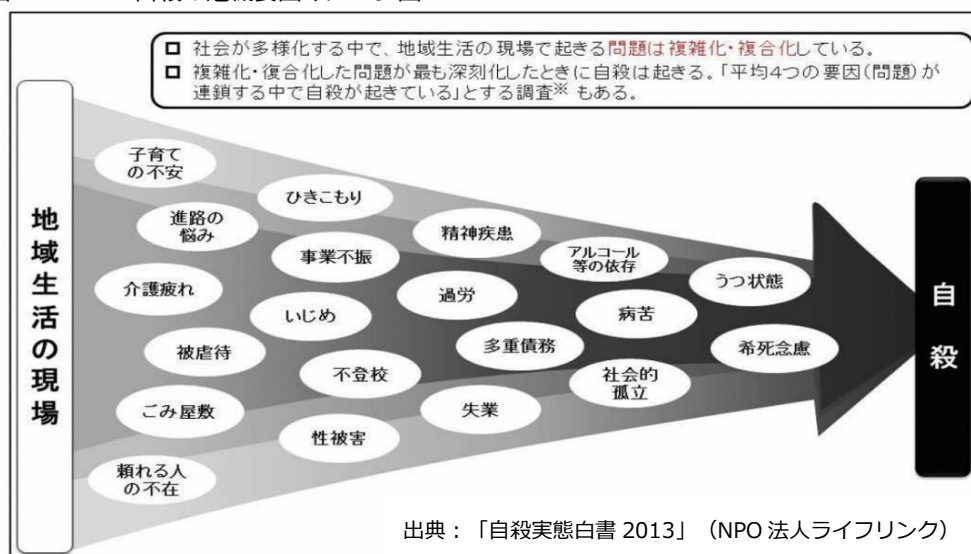 □ 社会が多様化する中で、地域生活の現場で起きる問題は複雑化・複合化している。
□ 複雑化・復合化した問題が最も深刻化したときに自殺は起きる。「平均4つの要因(問題)が
連鎖する中で自殺が起きている」とする調査※ もある。
地域生活の現場
子育て
の不安
進路の
悩み
介護疲れ
被虐待
ごみ屋敷
頼れる人
の不在
ひきこもり
事業不振
いじめ
不登校
性被害
精神疾患
過労
多重債務
失業
アルコール
等の依存
病苦
社会的
孤立
うつ状態
希死念慮
自殺
出典：「自殺実態白書 2013」（NPO 法人ライフリンク）